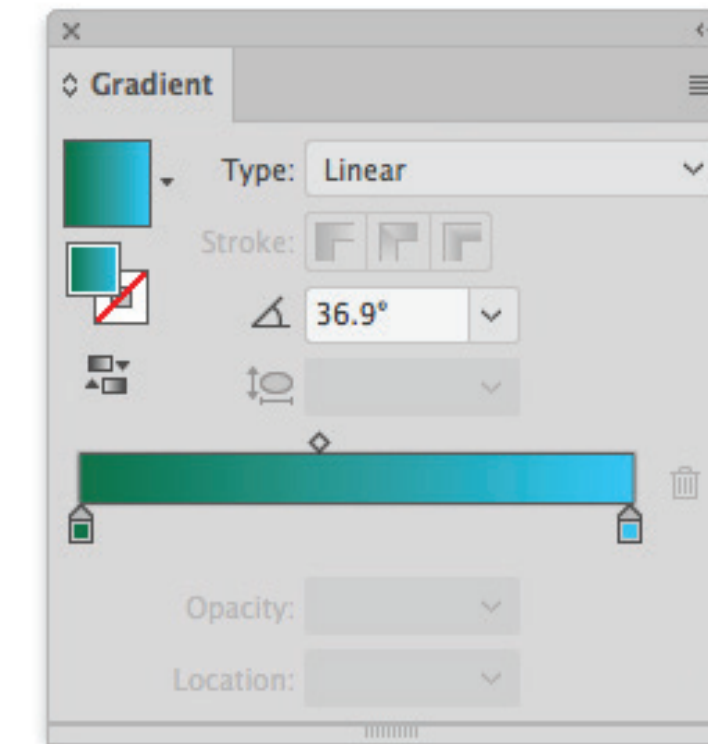 Gradient
Type: Linear
Stroke:
36.9°
Opacity:
Location: